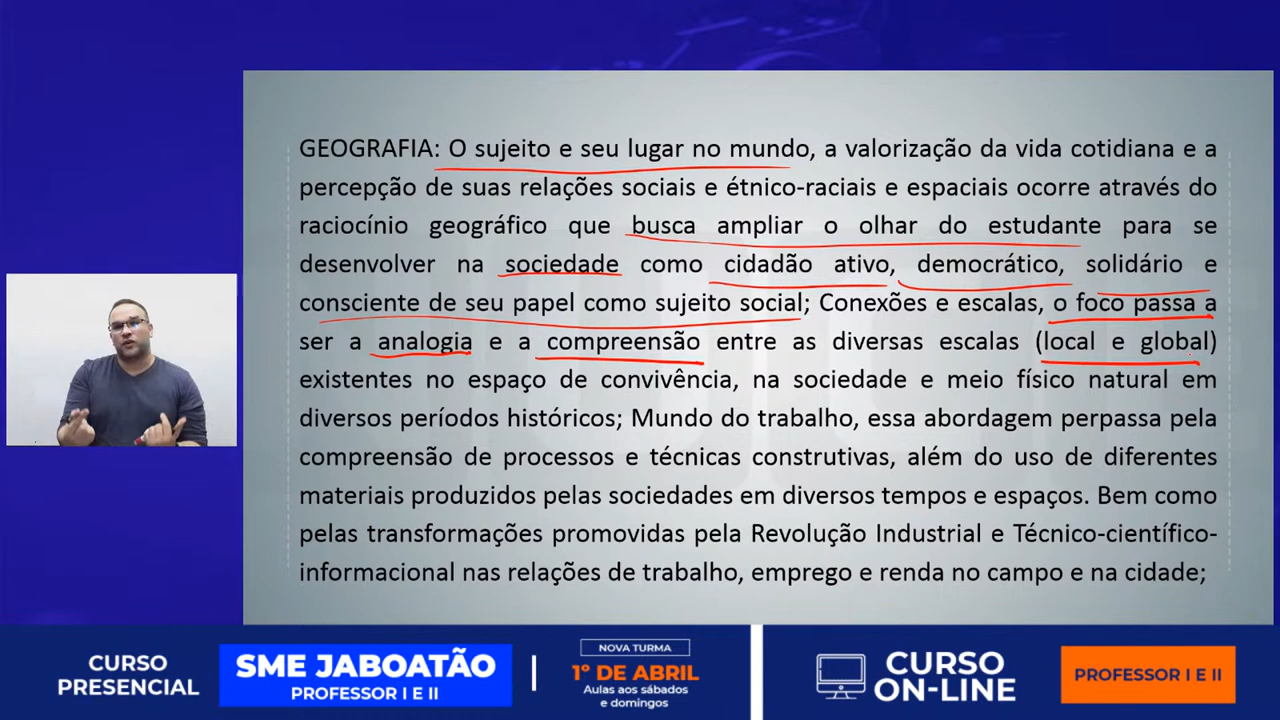 GEOGRAFIA: O sujeito e seu lugar no mundo, a valorização da vida cotidiana e a
percepção de suas relações sociais e étnico-raciais e espaciais ocorre através do
raciocínio geográfico que busca ampliar o olhar do estudante para se
desenvolver na sociedade como cidadão ativo, democrático, solidário e
consciente de seu papel como sujeito social; Conexões e escalas, o foco passa a
ser a analogia e a compreensão entre as diversas escalas (local e global)
existentes no espaço de convivência, na sociedade e meio físico natural em
diversos períodos históricos; Mundo do trabalho, essa abordagem perpassa pela
compreensão de processos e técnicas construtivas, além do uso de diferentes
materiais produzidos pelas sociedades em diversos tempos e espaços. Bem como
pelas transformações promovidas pela Revolução Industrial e Técnico-científico-
informacional nas relações de trabalho, emprego e renda no campo e na cidade;
CURSO
PRESENCIAL
SME JABOATÃO
PROFESSOR I E II
NOVA TURMA
1º DE ABRIL
Aulas aos sábados
e domingos
CURSO
ON-LINE
PROFESSOR I E II